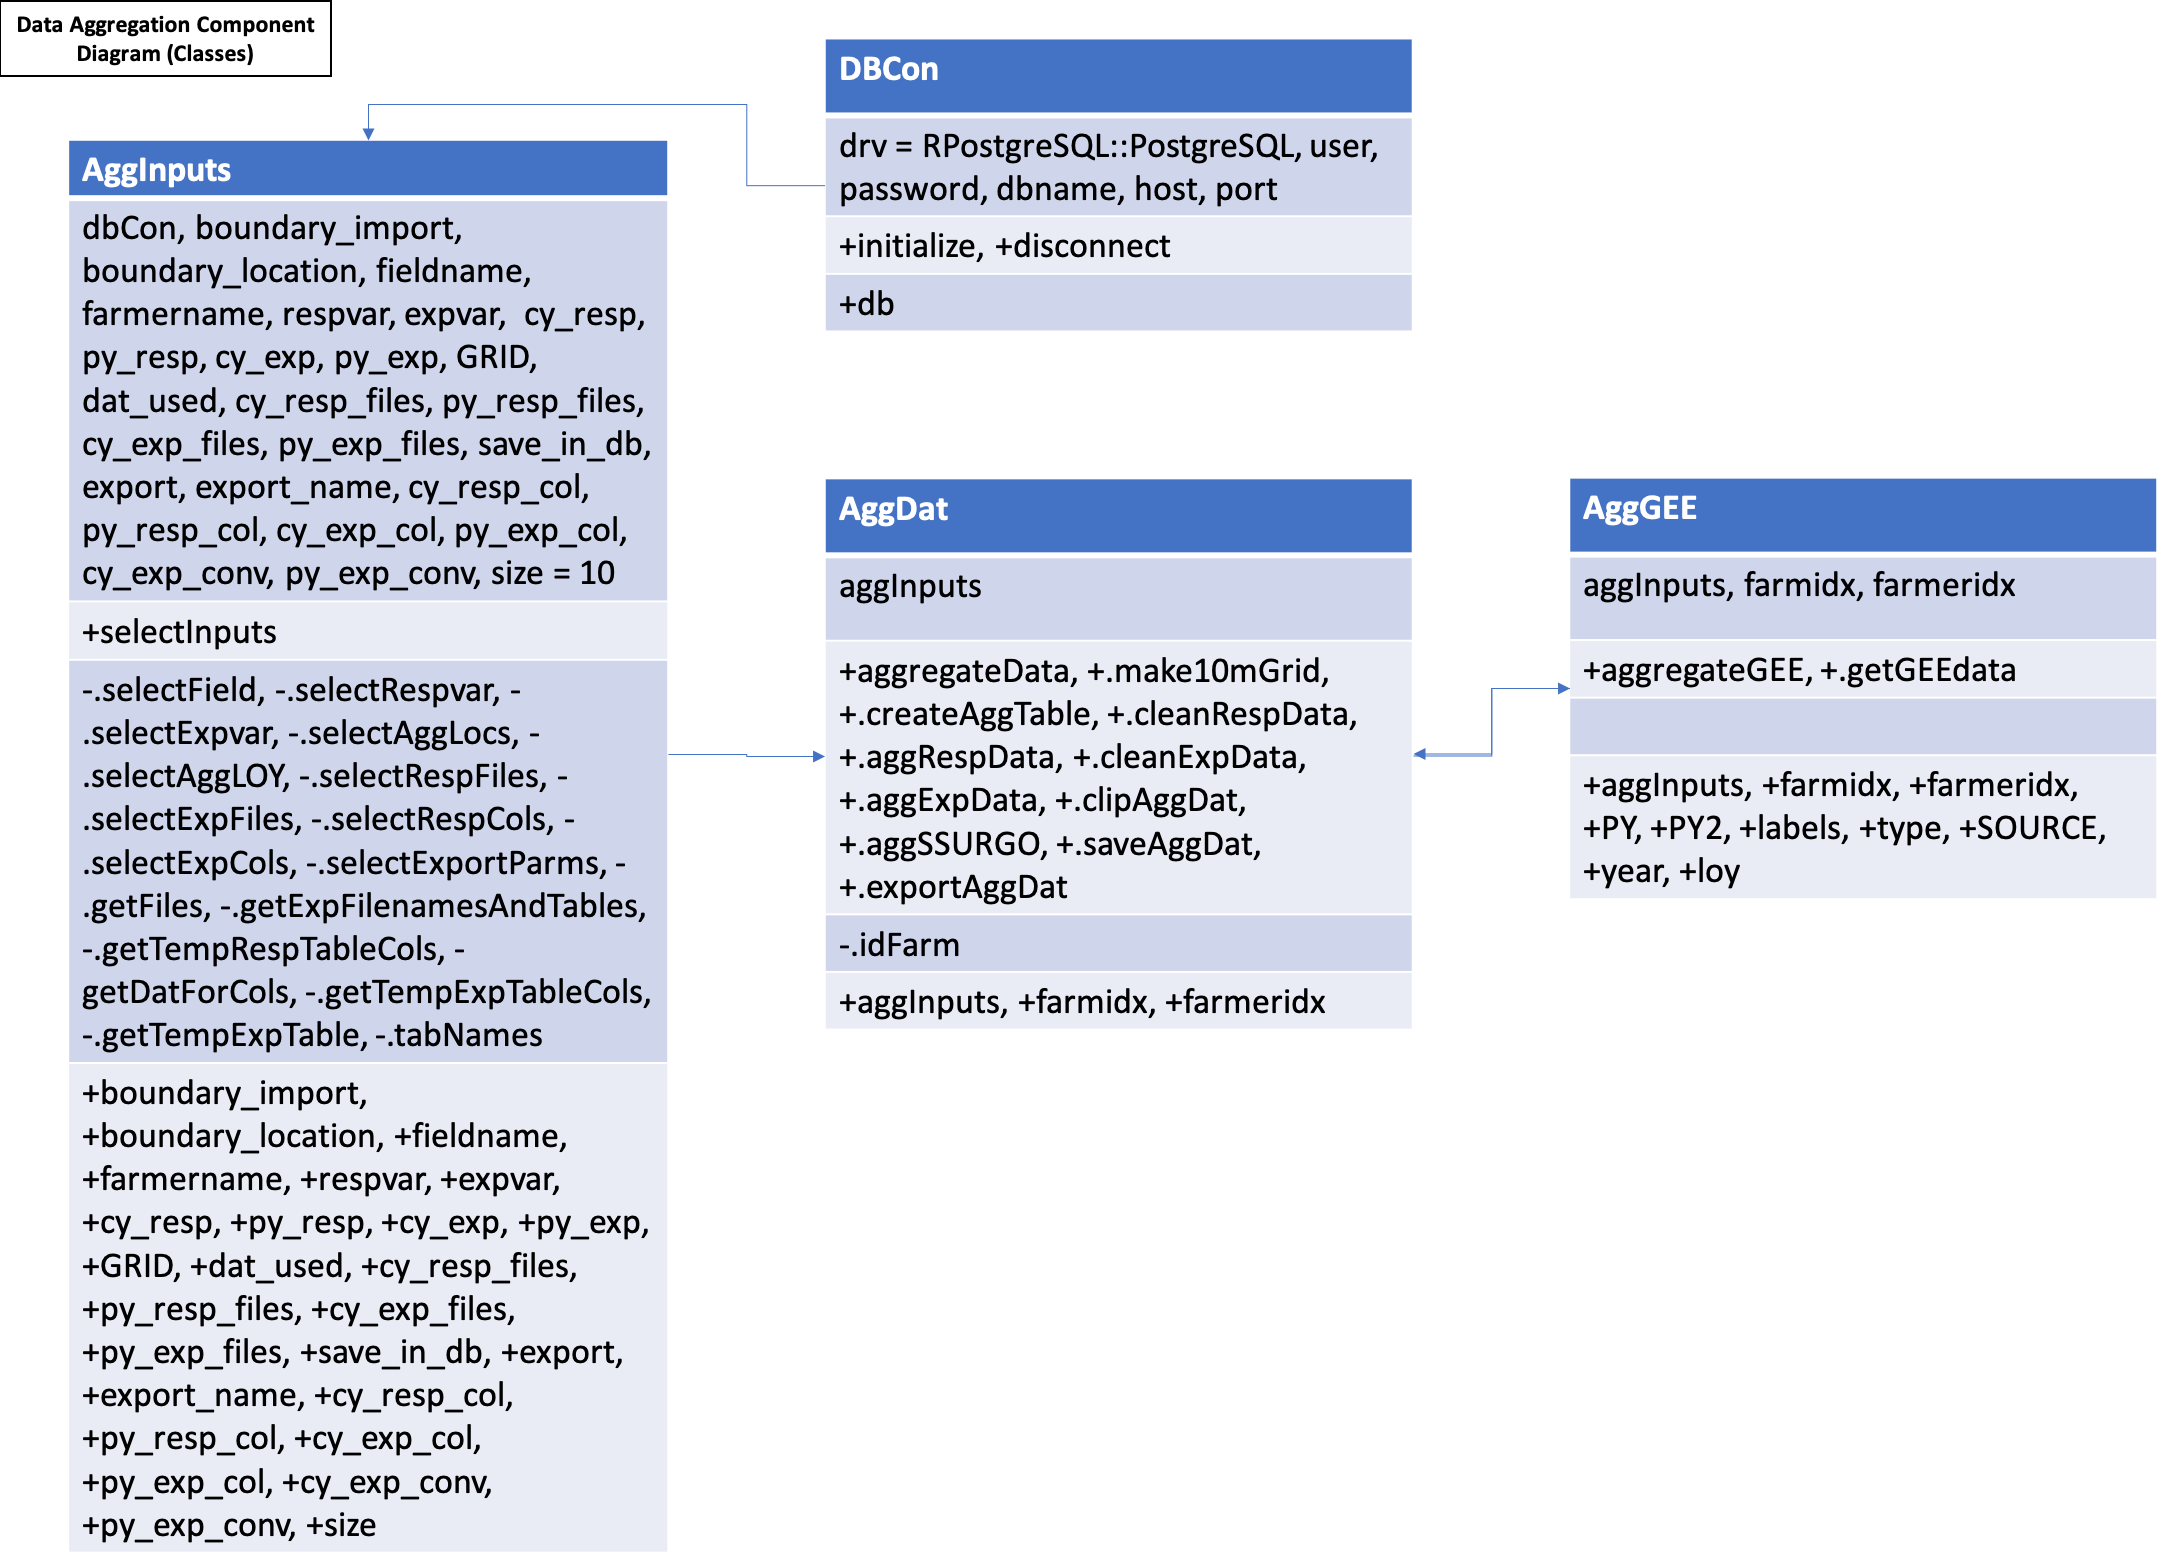 Data Aggregation Component
Diagram (Classes)
DBCon
drv = RPostgreSQL::PostgreSQL, user,
password, dbname, host, port
+initialize, +disconnect
+db
AggInputs
dbCon, boundary_import,
boundary_location, fieldname,
farmername, respvar, expvar,  cy_resp,
py_resp, cy_exp, py_exp, GRID,
dat_used, cy_resp_files, py_resp_files,
cy_exp_files, py_exp_files, save_in_db,
export, export_name, cy_resp_col,
py_resp_col, cy_exp_col, py_exp_col,
cy_exp_conv, py_exp_conv, size = 10
+selectInputs
-.selectField, -.selectRespvar, -
.selectExpvar, -.selectAggLocs, -
.selectAggLOY, -.selectRespFiles, -
.selectExpFiles, -.selectRespCols, -
.selectExpCols, -.selectExportParms, -
.getFiles, -.getExpFilenamesAndTables,
-.getTempRespTableCols, -
getDatForCols, -.getTempExpTableCols,
-.getTempExpTable, -.tabNames
+boundary_import,
+boundary_location, +fieldname,
+farmername, +respvar, +expvar,
+cy_resp, +py_resp, +cy_exp, +py_exp,
+GRID, +dat_used, +cy_resp_files,
+py_resp_files, +cy_exp_files,
+py_exp_files, +save_in_db, +export,
+export_name, +cy_resp_col,
+py_resp_col, +cy_exp_col,
+py_exp_col, +cy_exp_conv,
+py_exp_conv, +size
AggDat
aggInputs
+aggregateData, +.make10mGrid,
+.createAggTable, +.cleanRespData,
+.aggRespData, +.cleanExpData,
+.aggExpData, +.clipAggDat,
+.aggSSURGO, +.saveAggDat,
+.exportAggDat
-.idFarm
+aggInputs, +farmidx, +farmeridx
AggGEE
aggInputs, farmidx, farmeridx
+aggregateGEE, +.getGEEdata
+aggInputs, +farmidx, +farmeridx,
+PY, +PY2, +labels, +type, +SOURCE,
+year, +loy